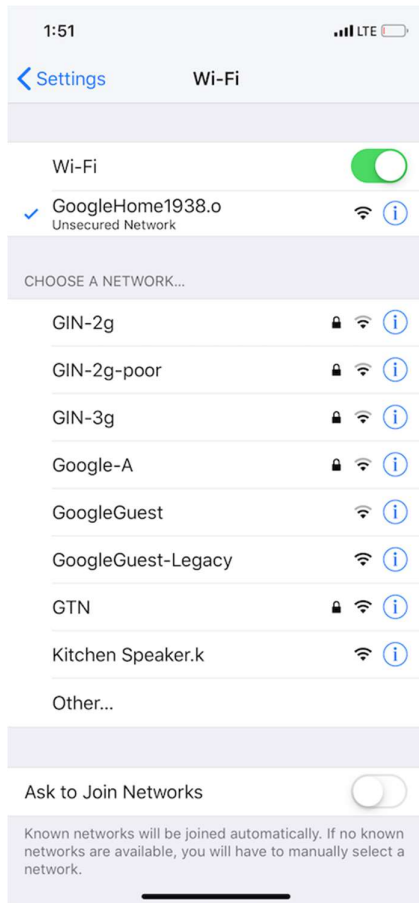 1:51 LTE
Settings Wi-Fi
Wi-Fi
GoogleHome1938.o
Unsecured Network
CHOOSE A NETWORK...
GIN-2g
GIN-2g-poor
GIN-3g
Google-A
GoogleGuest
GoogleGuest-Legacy
GTN
Kitchen Speaker.k
Other...
Ask to Join Networks
Known networks will be joined automatically. If no known
networks are available, you will have to manually select a
network.